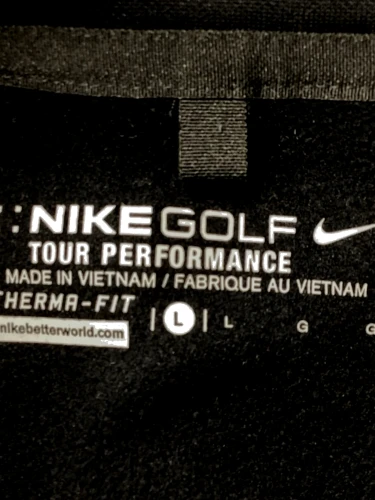 NIKEGOLF
TOUR PERFORMANCE
MADE IN VIETNAM / FABRIQUE AU VIETNAM
THERMA-FIT
nikebetterworld.com
L L G G